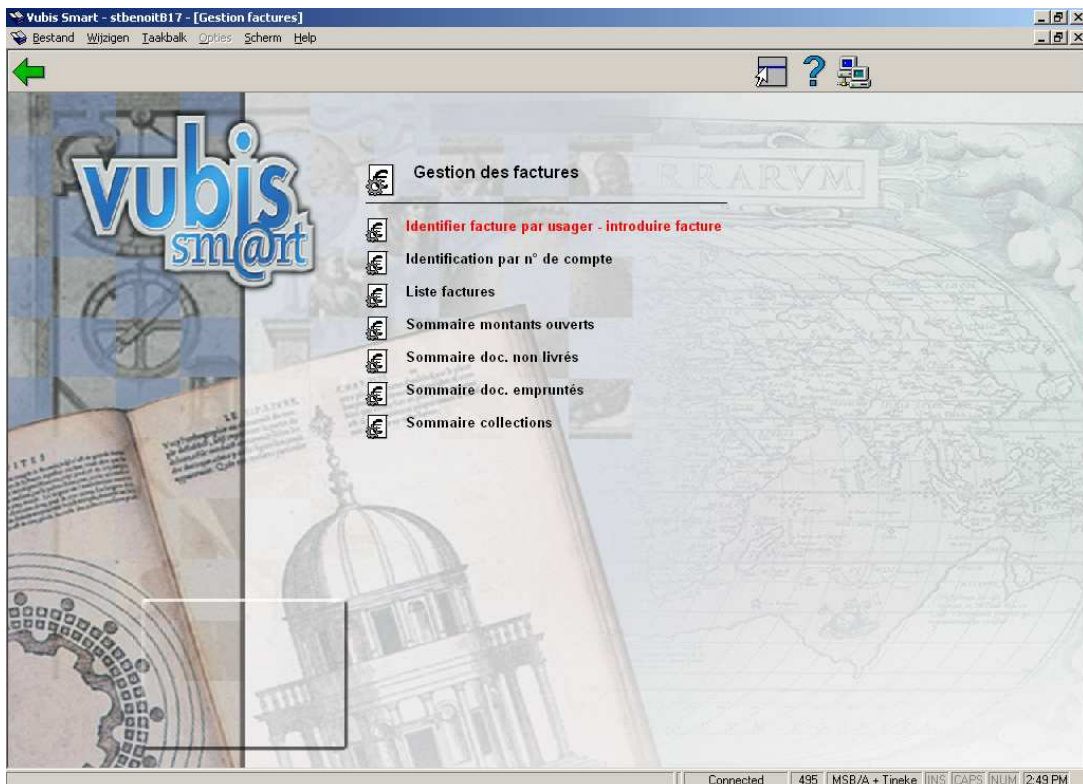 Vubis Smart - stbenoitB17 - [Gestion factures]
Bestand Wijzigen Taakbalk Opties Scherm Help
vubis
sm@rt
Gestion des factures
RRARVM
Identifier facture par usager - introduire facture
Identification par n° de compte
Liste factures
Sommaire montants ouverts
Sommaire doc. non livrés
Sommaire doc. empruntés
Sommaire collections
Connected 495 MSB/A + Tineke INS CAPS NUM 2:49 PM